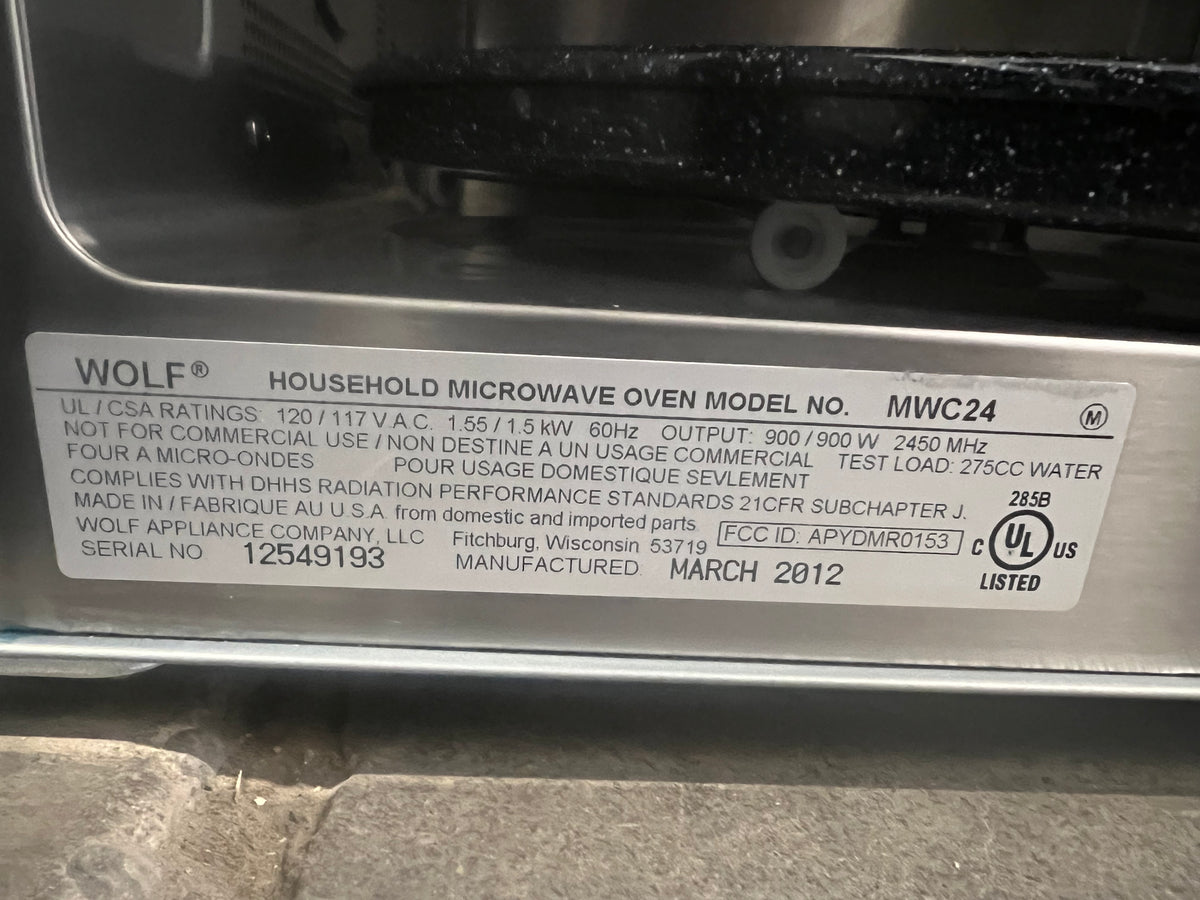 WOLF® HOUSEHOLD MICROWAVE OVEN MODEL NO. MWC24 M
UL / CSA RATINGS: 120 / 117 V.A.C. 1.55 / 1.5 kW 60Hz OUTPUT: 900 / 900 W 2450 MHz
NOT FOR COMMERCIAL USE / NON DESTINE A UN USAGE COMMERCIAL TEST LOAD: 275CC WATER
FOUR A MICRO-ONDES POUR USAGE DOMESTIQUE SEVLEMENT
COMPLIES WITH DHHS RADIATION PERFORMANCE STANDARDS 21CFR SUBCHAPTER J.
MADE IN / FABRIQUE AU U.S.A. from domestic and imported parts
WOLF APPLIANCE COMPANY, LLC Fitchburg, Wisconsin 53719 FCC ID: APYDMR0153
SERIAL NO 12549193 MANUFACTURED: MARCH 2012
285B
C UL US
LISTED